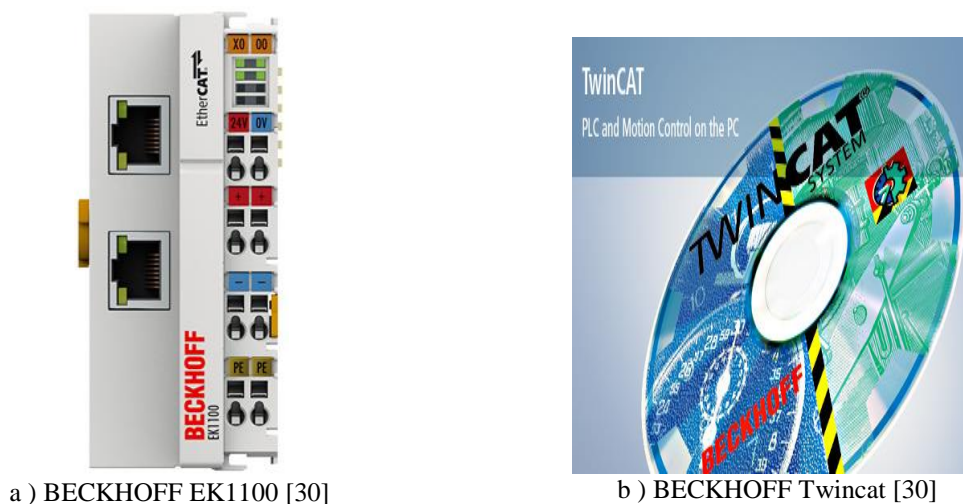 EtherCAT
X0 00
24V 0V
+ +
- -
PE PE
BECKHOFF
EK1100
TwinCAT
PLC and Motion Control on the PC
TWINCAT
SYSTEM
BECKHOFF
a ) BECKHOFF EK1100 [30]
b ) BECKHOFF Twincat [30]